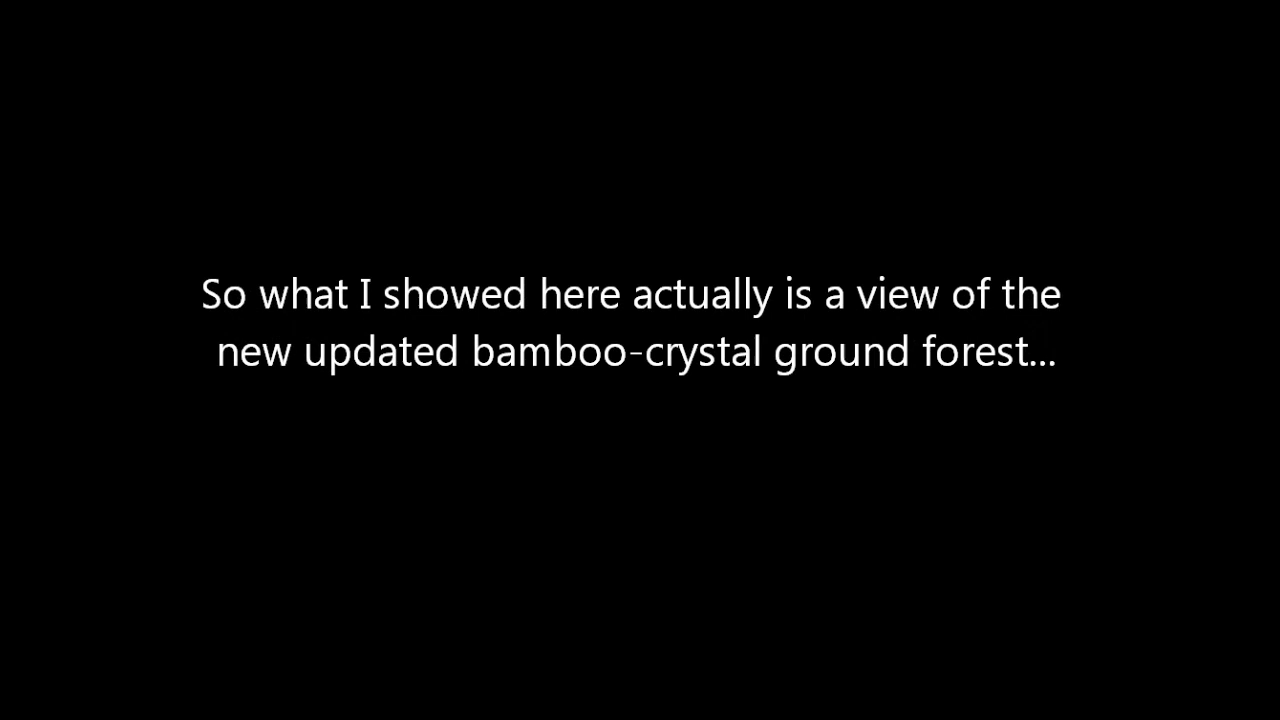 So what I showed here actually is a view of the
new updated bamboo-crystal ground forest...